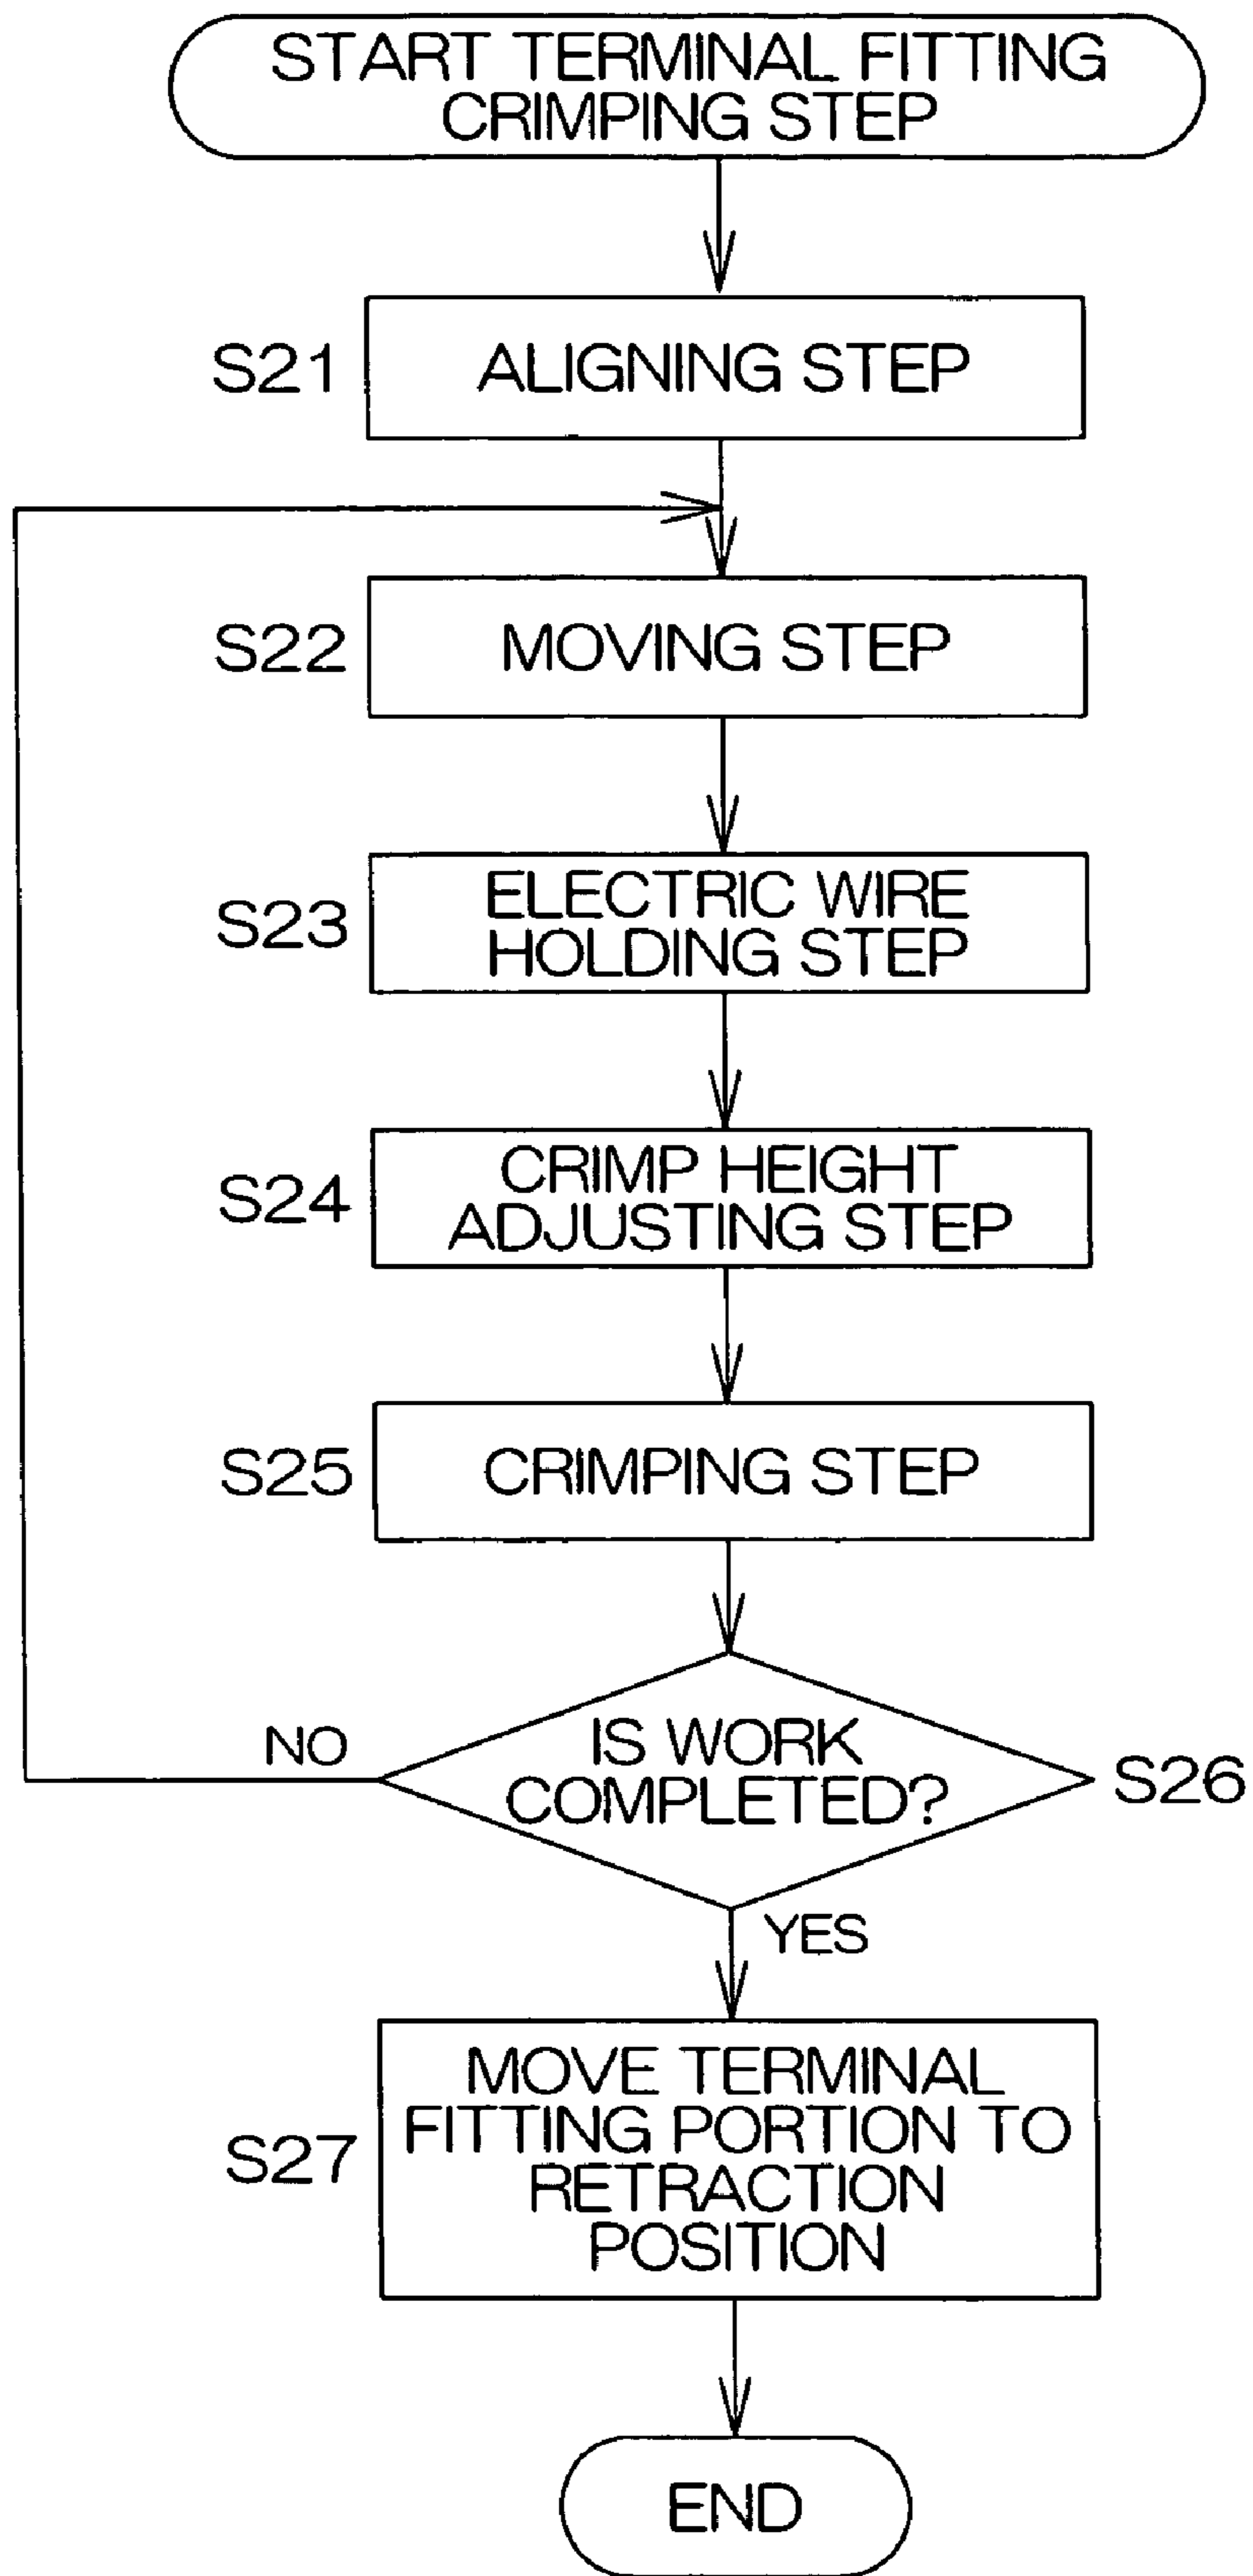 START TERMINAL FITTING
CRIMPING STEP
S21
ALIGNING STEP
S22
MOVING STEP
S23
ELECTRIC WIRE
HOLDING STEP
S24
CRIMP HEIGHT
ADJUSTING STEP
S25
CRIMPING STEP
NO
IS WORK
COMPLETED?
S26
YES
S27
MOVE TERMINAL
FITTING PORTION TO
RETRACTION
POSITION
END